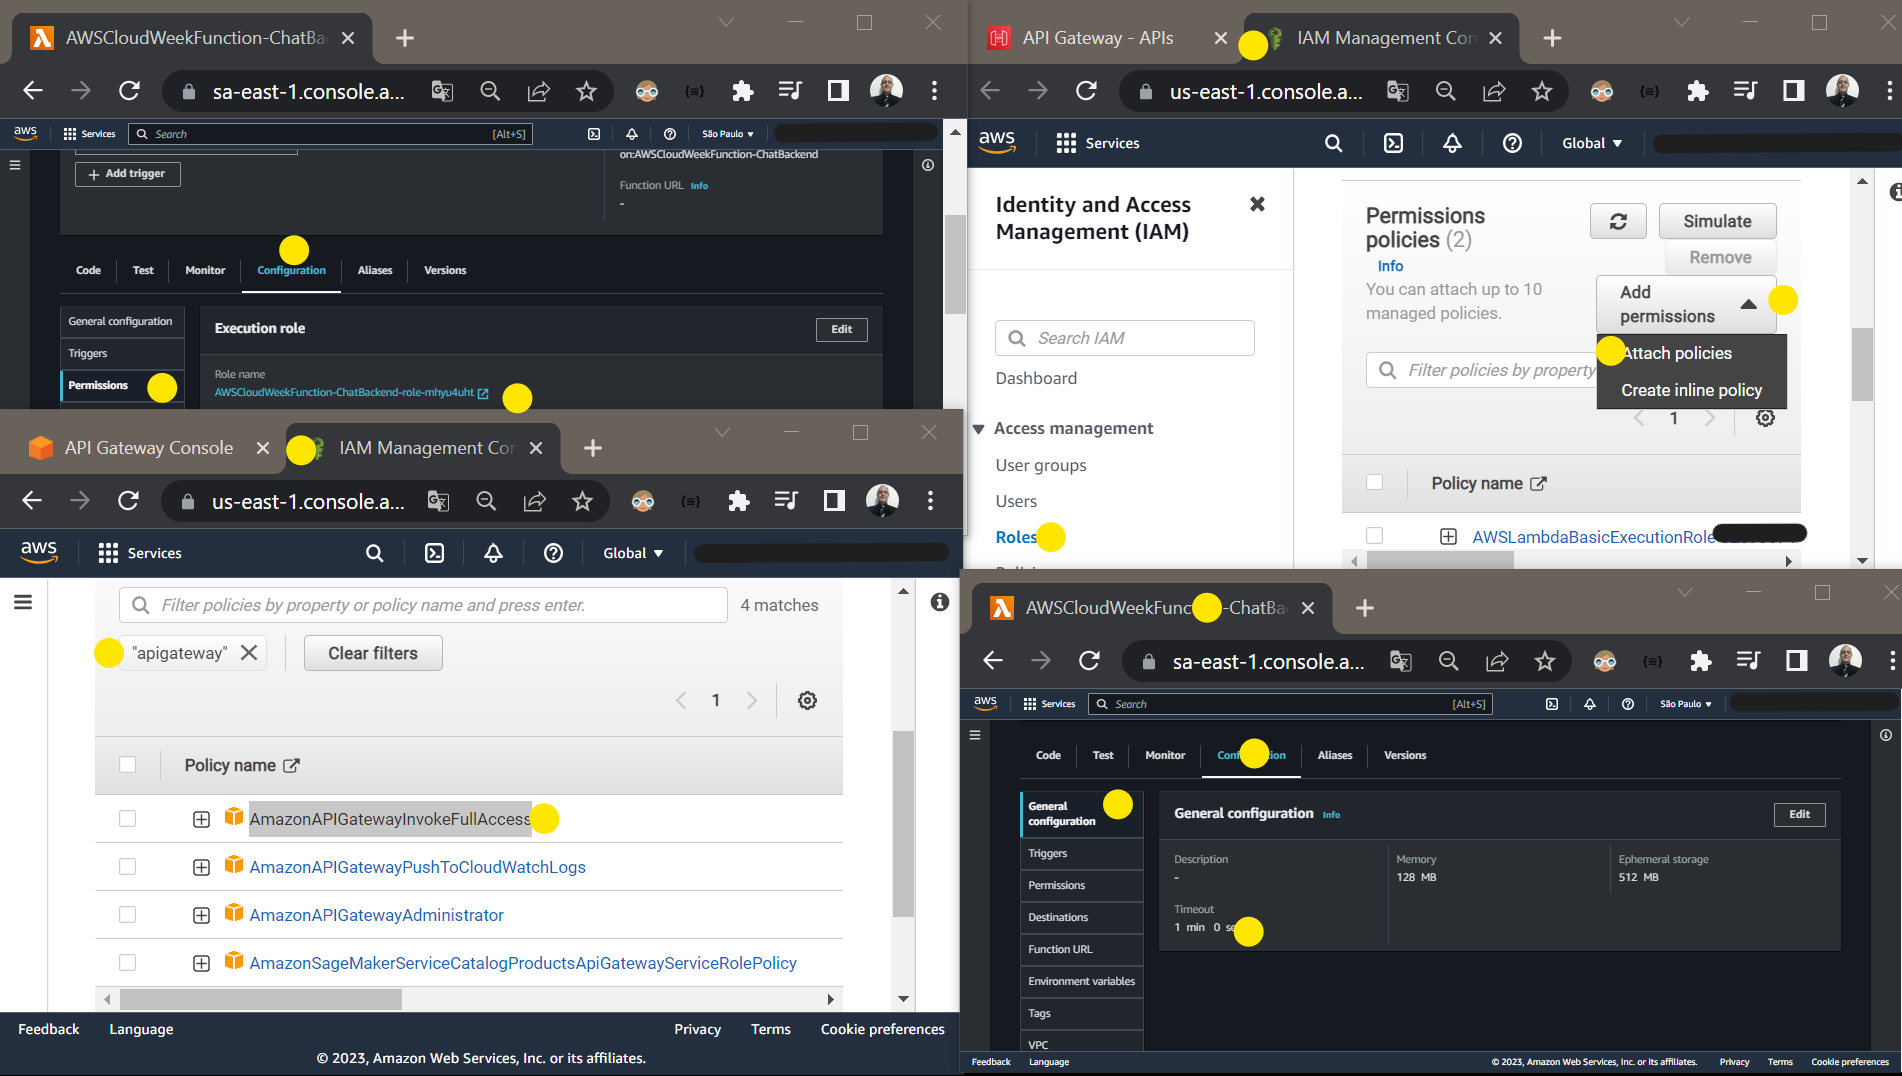 AWSCloudWeekFunction-ChatBa
sa-east-1.console.a...
aws
Services
Search
[Alt+S]
São Paulo
on:AWSCloudWeekFunction-ChatBackend
Add trigger
Function URL Info
-
Code
Test
Monitor
Configuration
Aliases
Versions
General configuration
Triggers
Permissions
Execution role
Edit
Role name
AWSCloudWeekFunction-ChatBackend-role-mhyu4uht
API Gateway - APIs
IAM Management Con
us-east-1.console.a...
aws
Services
Global
Identity and Access
Management (IAM)
Search IAM
Dashboard
Access management
User groups
Users
Roles
Permissions
policies (2)
Info
You can attach up to 10
managed policies.
Simulate
Remove
Add
permissions
Attach policies
Create inline policy
Filter policies by property
1
Policy name
AWSLambdaBasicExecutionRole
API Gateway Console
IAM Management Con
us-east-1.console.a...
aws
Services
Global
Filter policies by property or policy name and press enter.
4 matches
"apigateway"
Clear filters
1
Policy name
AmazonAPIGatewayInvokeFullAccess
AmazonAPIGatewayPushToCloudWatchLogs
AmazonAPIGatewayAdministrator
AmazonSageMakerServiceCatalogProductsApiGatewayServiceRolePolicy
Feedback
Language
Privacy
Terms
Cookie preferences
© 2023, Amazon Web Services, Inc. or its affiliates.
AWSCloudWeekFunc -ChatBa
sa-east-1.console.a...
aws
Services
Search
[Alt+S]
São Paulo
Code
Test
Monitor
Con tion
Aliases
Versions
General
configuration
Triggers
Permissions
Destinations
Function URL
Environment variables
Tags
VPC
General configuration Info
Edit
Description
-
Memory
128 MB
Ephemeral storage
512 MB
Timeout
1 min 0 se
Feedback
Language
© 2023, Amazon Web Services, Inc. or its affiliates.
Privacy
Terms
Cookie preferences